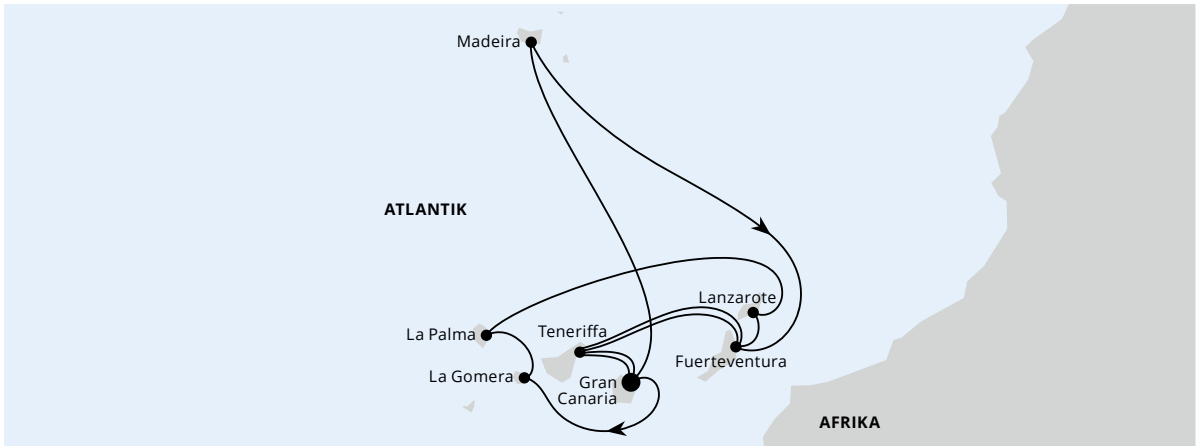 Madeira
ATLANTIK
Lanzarote
La Palma
Teneriffa
Fuerteventura
La Gomera
Gran
Canaria
AFRIKA